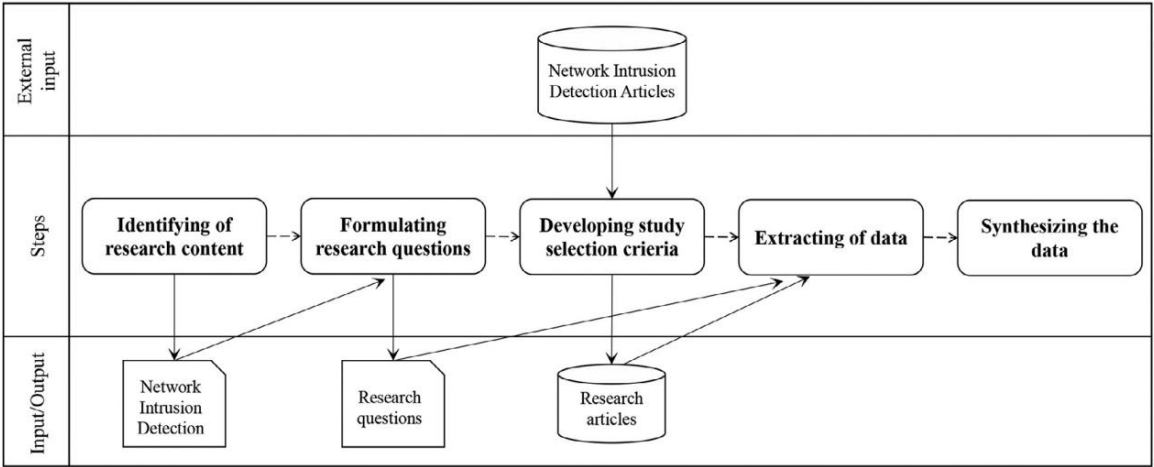 External
input
Network Intrusion
Detection Articles
Steps
Identifying of
research content
Formulating
research questions
Developing study
selection crieria
Extracting of data
Synthesizing the
data
Input/Output
Network
Intrusion
Detection
Research
questions
Research
articles